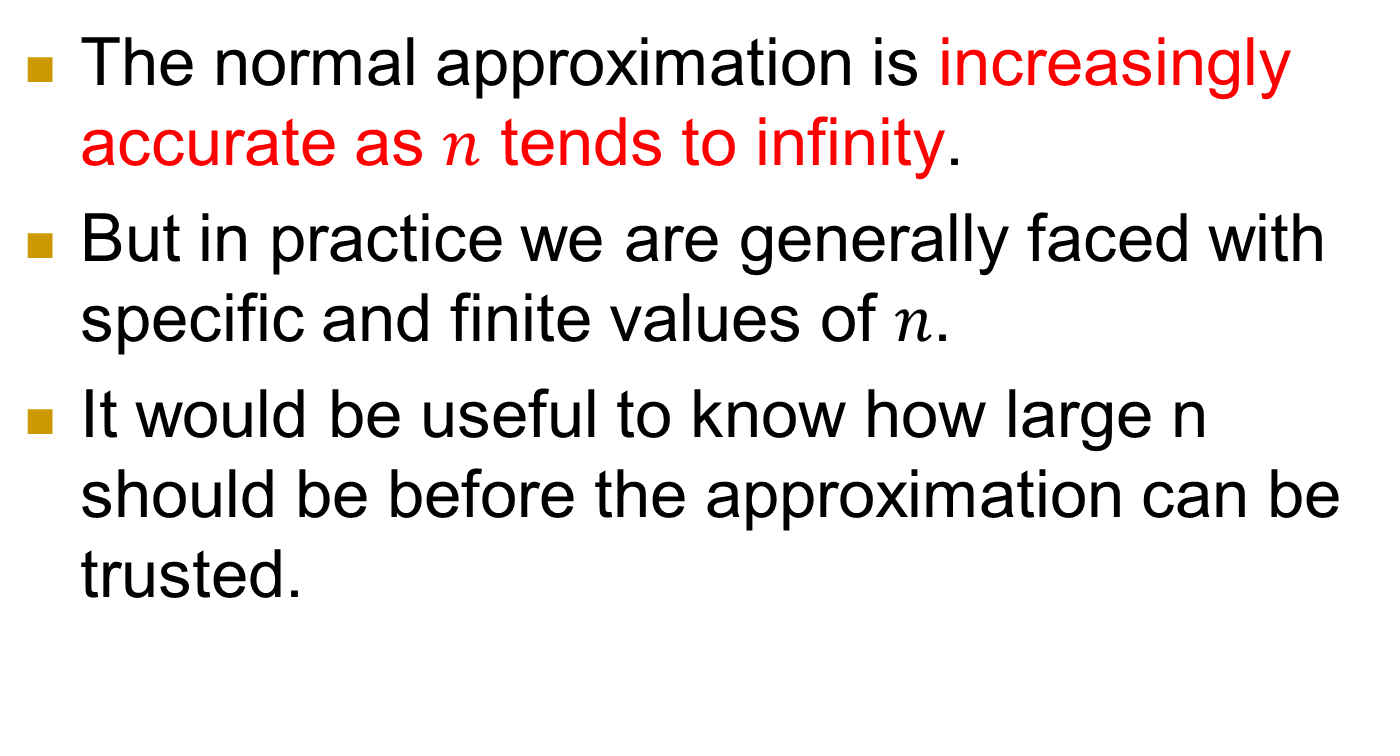 The normal approximation is increasingly
accurate as 𝑛 tends to infinity.
But in practice we are generally faced with
specific and finite values of 𝑛.
It would be useful to know how large n
should be before the approximation can be
trusted.